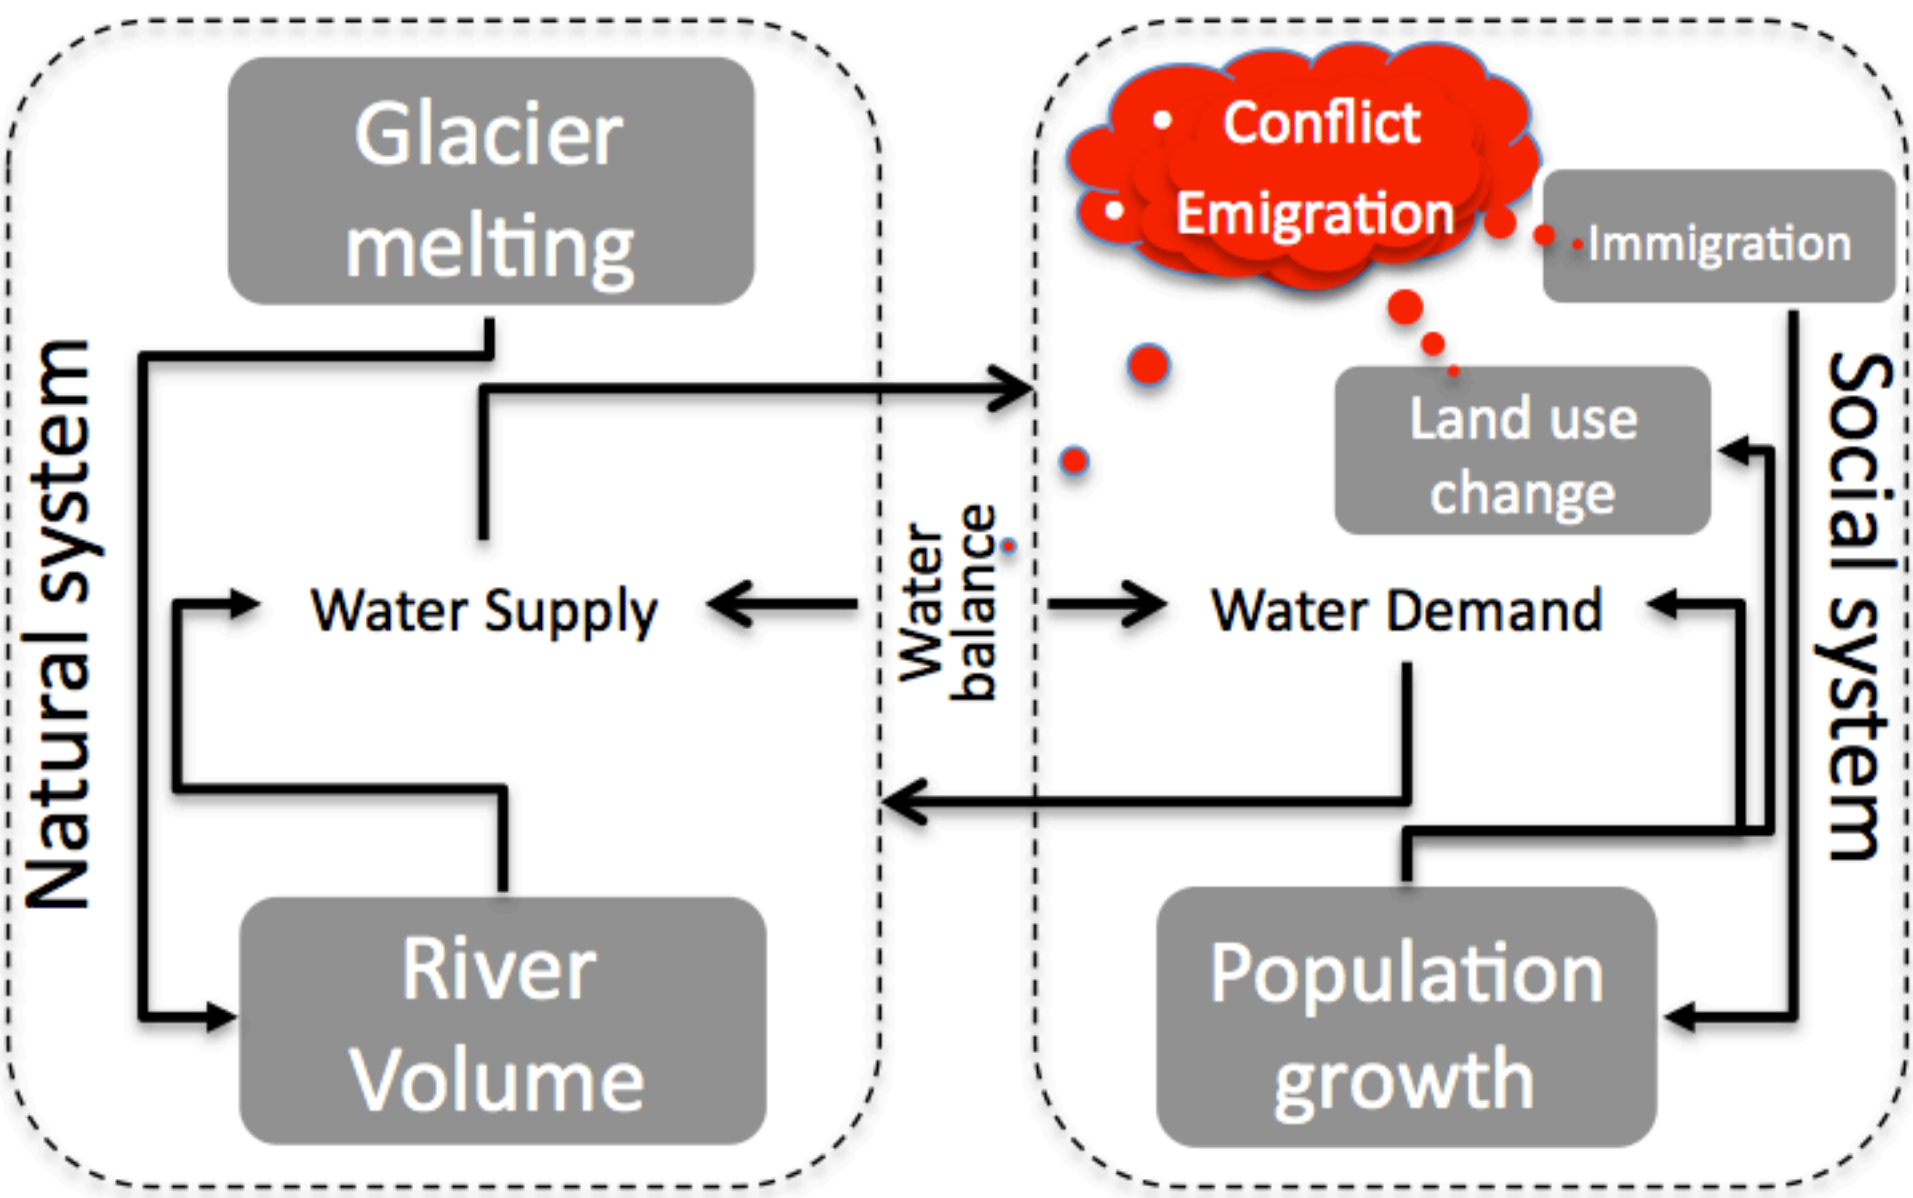 Natural system
Glacier
melting
Water Supply
River
Volume
Water
balance
• Conflict
• Emigration
Immigration
Land use
change
Water Demand
Population
growth
Social system